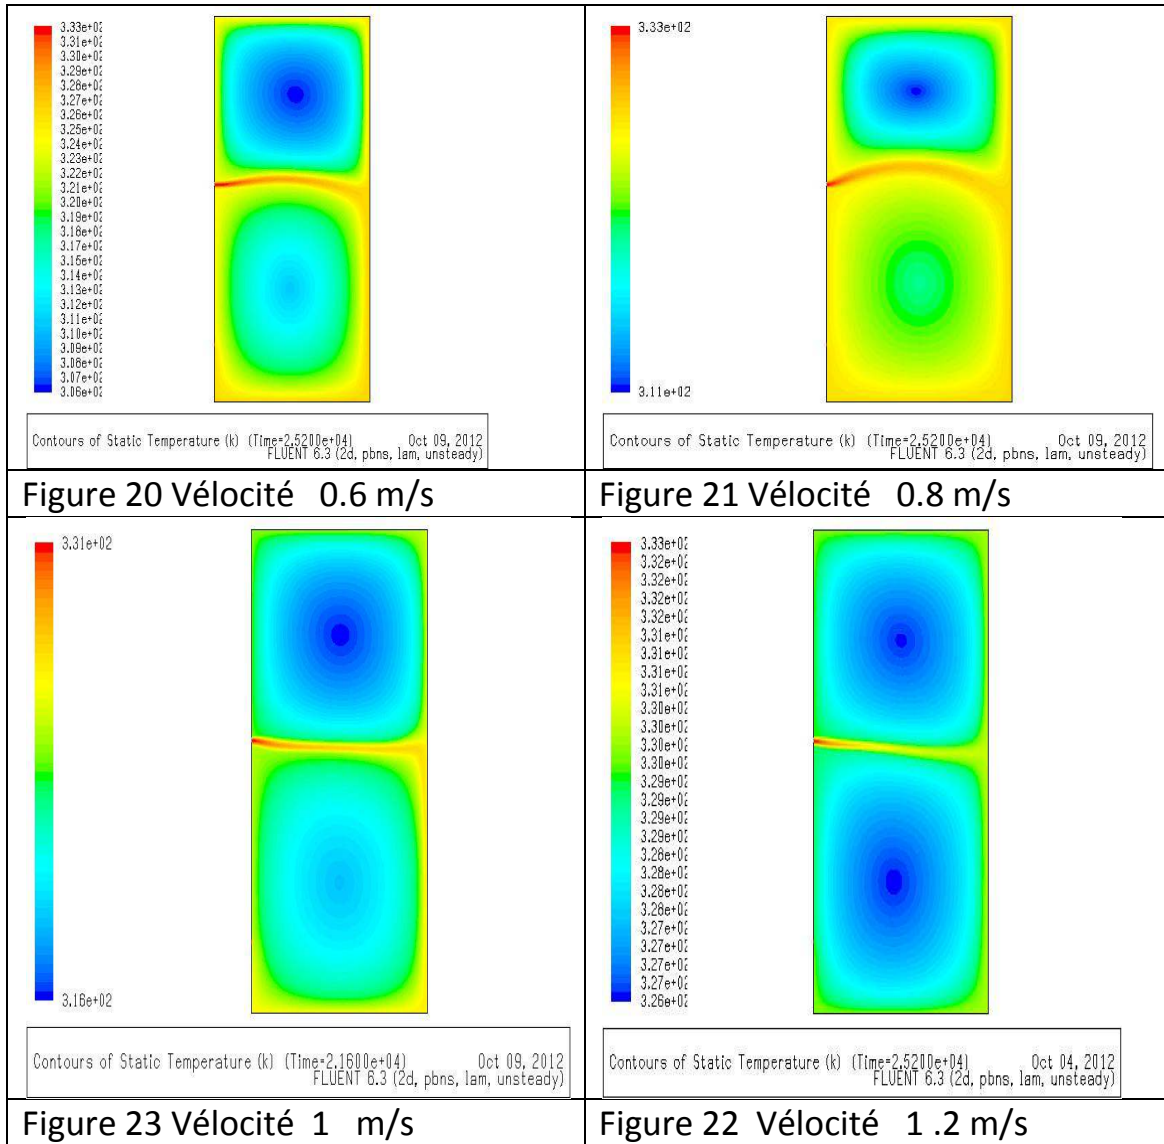 3.33e+02
3.31e+02
3.30e+02
3.29e+02
3.28e+02
3.27e+02
3.26e+02
3.25e+02
3.24e+02
3.23e+02
3.22e+02
3.21e+02
3.20e+02
3.19e+02
3.17e+02
3.16e+02
3.15e+02
3.14e+02
3.13e+02
3.12e+02
3.11e+02
3.10e+02
3.09e+02
3.08e+02
3.07e+02
3.06e+02
Contours of Static Temperature (k) (Time=2.5200e+04) Oct 09, 2012
FLUENT 6.3 (2d, pbns, lam, unsteady)
Figure 20 Vélocité 0.6 m/s
3.33e+02
3.11e+02
Contours of Static Temperature (k) (Time=2.5200e+04) Oct 09, 2012
FLUENT 6.3 (2d, pbns, lam, unsteady)
Figure 21 Vélocité 0.8 m/s
3.31e+02
3.16e+02
Contours of Static Temperature (k) (Time=2.1600e+04) Oct 09, 2012
FLUENT 6.3 (2d, pbns, lam, unsteady)
Figure 23 Vélocité 1 m/s
3.33e+02
3.32e+02
3.32e+02
3.32e+02
3.32e+02
3.31e+02
3.31e+02
3.31e+02
3.31e+02
3.30e+02
3.30e+02
3.30e+02
3.30e+02
3.29e+02
3.29e+02
3.29e+02
3.29e+02
3.28e+02
3.28e+02
3.28e+02
3.28e+02
3.27e+02
3.27e+02
3.27e+02
3.27e+02
3.26e+02
Contours of Static Temperature (k) (Time=2.5200e+04) Oct 04, 2012
FLUENT 6.3 (2d, pbns, lam, unsteady)
Figure 22 Vélocité 1 .2 m/s